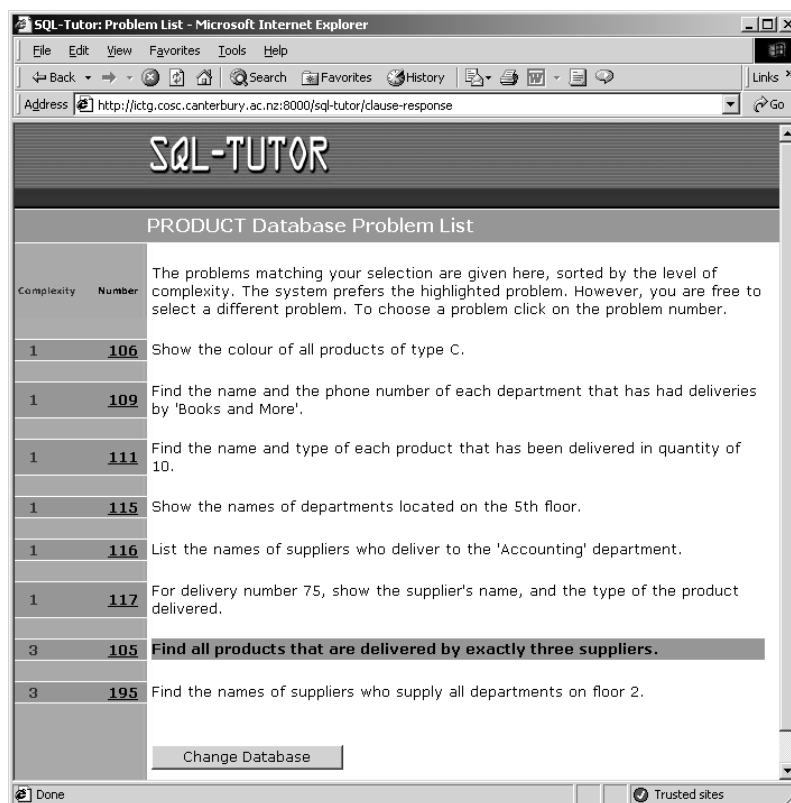 SQL-Tutor: Problem List - Microsoft Internet Explorer
File Edit View Favorites Tools Help
Back Search Favorites History Links »
Address http://ictg.cosc.canterbury.ac.nz:8000/sql-tutor/clause-response Go
SQL-TUTOR
PRODUCT Database Problem List
Complexity Number
The problems matching your selection are given here, sorted by the level of
complexity. The system prefers the highlighted problem. However, you are free to
select a different problem. To choose a problem click on the problem number.
1 106 Show the colour of all products of type C.
1 109 Find the name and the phone number of each department that has had deliveries
by 'Books and More'.
1 111 Find the name and type of each product that has been delivered in quantity of
10.
1 115 Show the names of departments located on the 5th floor.
1 116 List the names of suppliers who deliver to the 'Accounting' department.
1 117 For delivery number 75, show the supplier's name, and the type of the product
delivered.
3 105 Find all products that are delivered by exactly three suppliers.
3 195 Find the names of suppliers who supply all departments on floor 2.
Change Database
Done Trusted sites